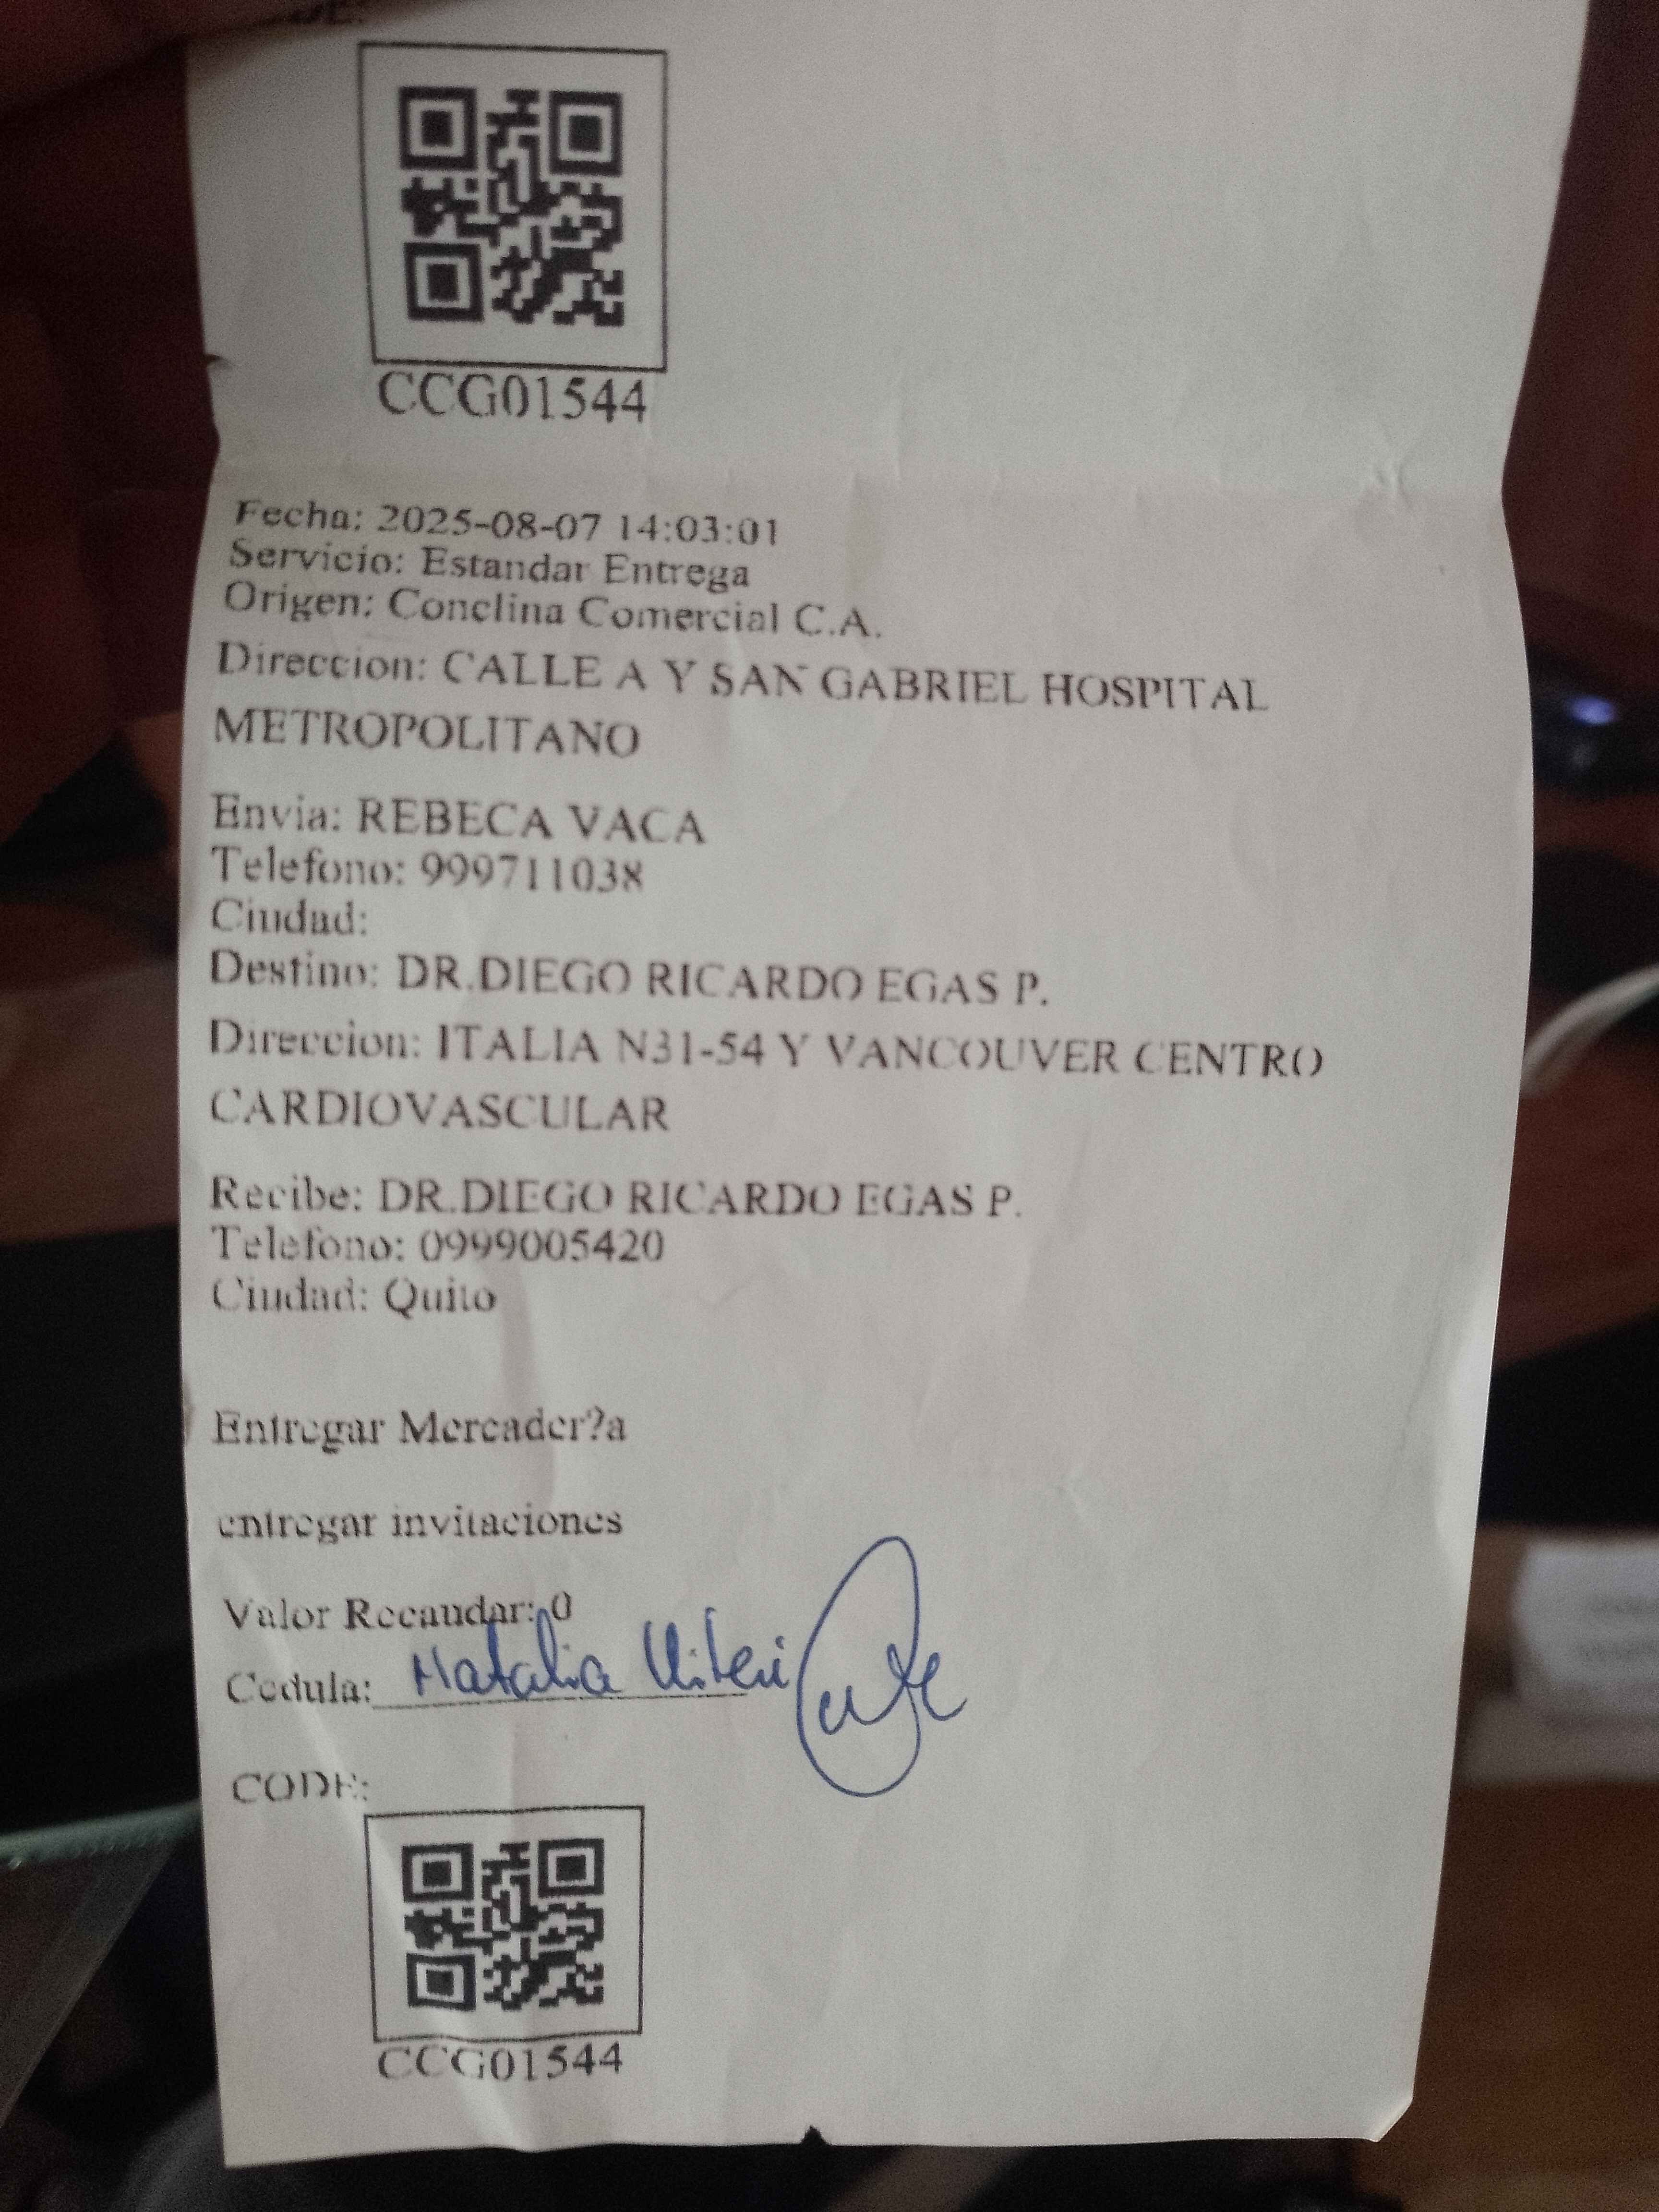 CCG01544
Fecha: 2025-08-07 14:03:01
Servicio: Estandar Entrega
Origen: Conclina Comercial C.A.
Direccion: CALLE A Y SAN GABRIEL HOSPITAL
METROPOLITANO
Envia: REBECA VACA
Telefono: 999711038
Ciudad:
Destino: DR.DIEGO RICARDO EGAS P.
Direccion: ITALIA N31-54 Y VANCOUVER CENTRO
CARDIOVASCULAR
Recibe: DR.DIEGO RICARDO EGAS P.
Telefono: 0999005420
Ciudad: Quito
Entregar Mercader?a
entregar invitaciones
Valor Recaudar: 0
Cedula: Natalia Viteri
CODE:
CCG01544